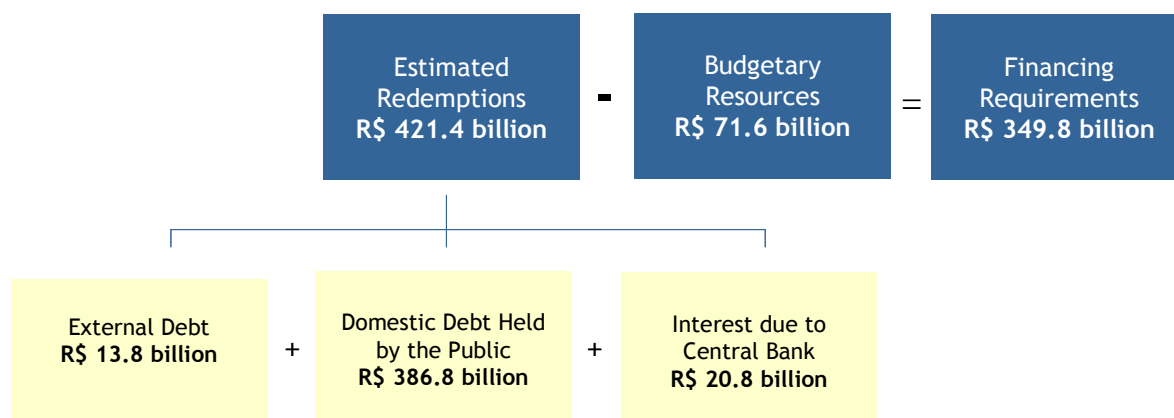 Estimated
Redemptions
R$ 421.4 billion
-
Budgetary
Resources
R$ 71.6 billion
=
Financing
Requirements
R$ 349.8 billion
External Debt
R$ 13.8 billion
+
Domestic Debt Held
by the Public
R$ 386.8 billion
+
Interest due to
Central Bank
R$ 20.8 billion